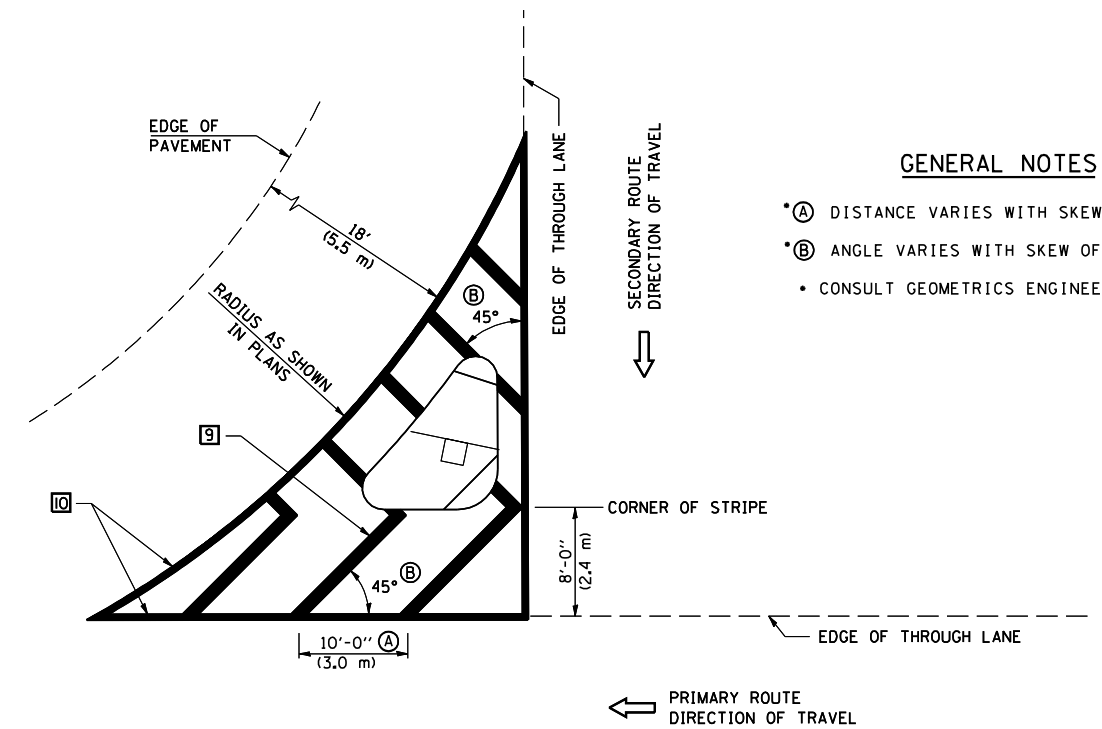 EDGE OF
PAVEMENT
18'
(5.5 m)
RADIUS AS SHOWN
IN PLANS
EDGE OF THROUGH LANE
SECONDARY ROUTE
DIRECTION OF TRAVEL
GENERAL NOTES
•Ⓐ DISTANCE VARIES WITH SKEW
•Ⓑ ANGLE VARIES WITH SKEW OF
• CONSULT GEOMETRICS ENGINEE
Ⓑ
45°
9
10
CORNER OF STRIPE
8'-0"
(2.4 m)
45° Ⓑ
10'-0" Ⓐ
(3.0 m)
EDGE OF THROUGH LANE
PRIMARY ROUTE
DIRECTION OF TRAVEL